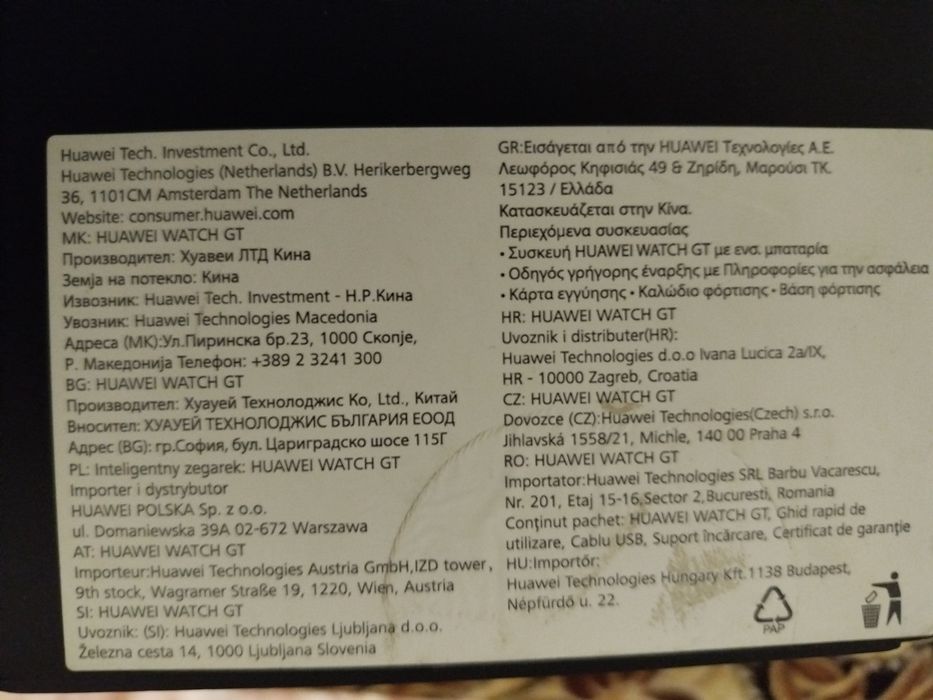 Huawei Tech. Investment Co., Ltd.
Huawei Technologies (Netherlands) B.V. Herikerbergweg
36, 1101CM Amsterdam The Netherlands
Website: consumer.huawei.com
MK: HUAWEI WATCH GT
Производител: Хуавеи ЛТД Кина
Земја на потекло: Кина
Извозник: Huawei Tech. Investment - Н.Р.Кина
Увозник: Huawei Technologies Macedonia
Адреса (МК):Ул.Пиринска бр.23, 1000 Скопје,
Р. Македонија Телефон: +389 2 3241 300
BG: HUAWEI WATCH GT
Производител: Хуауей Технолоджис Ко, Ltd., Китай
Вносител: ХУАУЕЙ ТЕХНОЛОДЖИС БЪЛГАРИЯ ЕООД
Адрес (BG): гр.София, бул. Цариградско шосе 115Г
PL: Inteligentny zegarek: HUAWEI WATCH GT
Importer i dystrybutor
HUAWEI POLSKA Sp. z o.o.
ul. Domaniewska 39A 02-672 Warszawa
AT: HUAWEI WATCH GT
Importeur:Huawei Technologies Austria GmbH,IZD tower,
9th stock, Wagramer Straße 19, 1220, Wien, Austria
SI: HUAWEI WATCH GT
Uvoznik: (SI): Huawei Technologies Ljubljana d.o.o.
Železna cesta 14, 1000 Ljubljana Slovenia
GR:Εισάγεται από την HUAWEI Τεχνολογίες Α.Ε.
Λεωφόρος Κηφισιάς 49 & Ζηρίδη, Μαρούσι ΤΚ.
15123 / Ελλάδα
Κατασκευάζεται στην Κίνα.
Περιεχόμενα συσκευασίας
• Συσκευή HUAWEI WATCH GT με ενσ. μπαταρία
• Οδηγός γρήγορης έναρξης με Πληροφορίες για την ασφάλεια
• Κάρτα εγγύησης • Καλώδιο φόρτισης • Βάση φόρτισης
HR: HUAWEI WATCH GT
Uvoznik i distributer(HR):
Huawei Technologies d.o.o Ivana Lucica 2a/IX,
HR - 10000 Zagreb, Croatia
CZ: HUAWEI WATCH GT
Dovozce (CZ):Huawei Technologies(Czech) s.r.o.
Jihlavská 1558/21, Michle, 140 00 Praha 4
RO: HUAWEI WATCH GT
Importator:Huawei Technologies SRL Barbu Vacarescu,
Nr. 201, Etaj 15-16,Sector 2,Bucuresti, Romania
Conținut pachet: HUAWEI WATCH GT, Ghid rapid de
utilizare, Cablu USB, Suport încărcare, Certificat de garanție
HU:Importőr:
Huawei Technologies Hungary Kft.1138 Budapest,
Népfürdő u. 22.
PAP